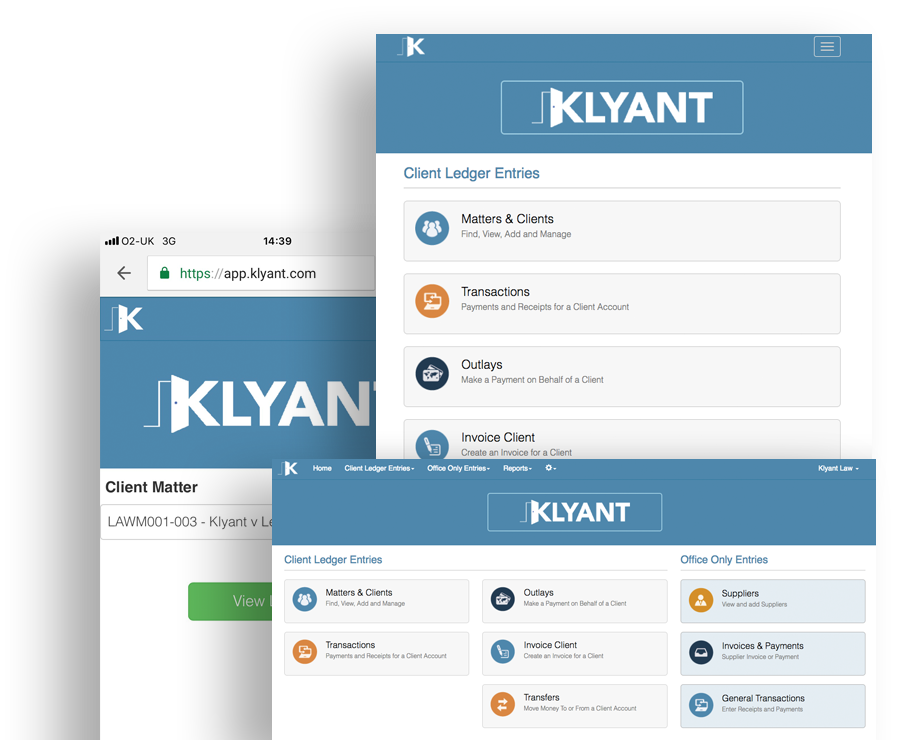 K
KLYANT
Client Ledger Entries
Matters & Clients
Find, View, Add and Manage
Transactions
Payments and Receipts for a Client Account
Outlays
Make a Payment on Behalf of a Client
Invoice Client
Create an Invoice for a Client
O2-UK 3G 14:39
https://app.klyant.com
K
KLYAN
Client Matter
LAWM001-003 - Klyant v Le
View
K Home Client Ledger Entries Office Only Entries Reports Klyant Law
KLYANT
Client Ledger Entries
Matters & Clients
Find, View, Add and Manage
Transactions
Payments and Receipts for a Client Account
Outlays
Make a Payment on Behalf of a Client
Invoice Client
Create an Invoice for a Client
Transfers
Move Money To or From a Client Account
Office Only Entries
Suppliers
View and add Suppliers
Invoices & Payments
Supplier Invoice or Payment
General Transactions
Enter Receipts and Payments